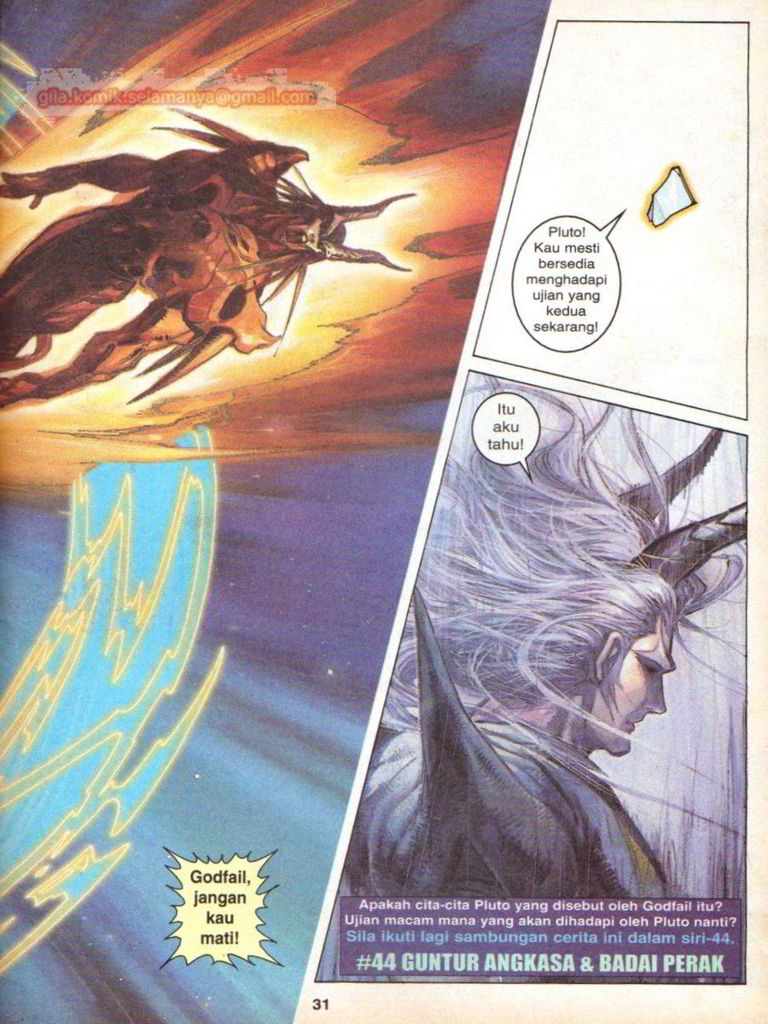 gila.komik.selamanya@gmail.com
Godfail,
jangan
kau
mati!
Pluto!
Kau mesti
bersedia
menghadapi
ujian yang
kedua
sekarang!
Itu
aku
tahu!
Apakah cita-cita Pluto yang disebut oleh Godfail itu?
Ujian macam mana yang akan dihadapi oleh Pluto nanti?
Sila ikuti lagi sambungan cerita ini dalam siri-44.
#44 GUNTUR ANGKASA & BADAI PERAK
31